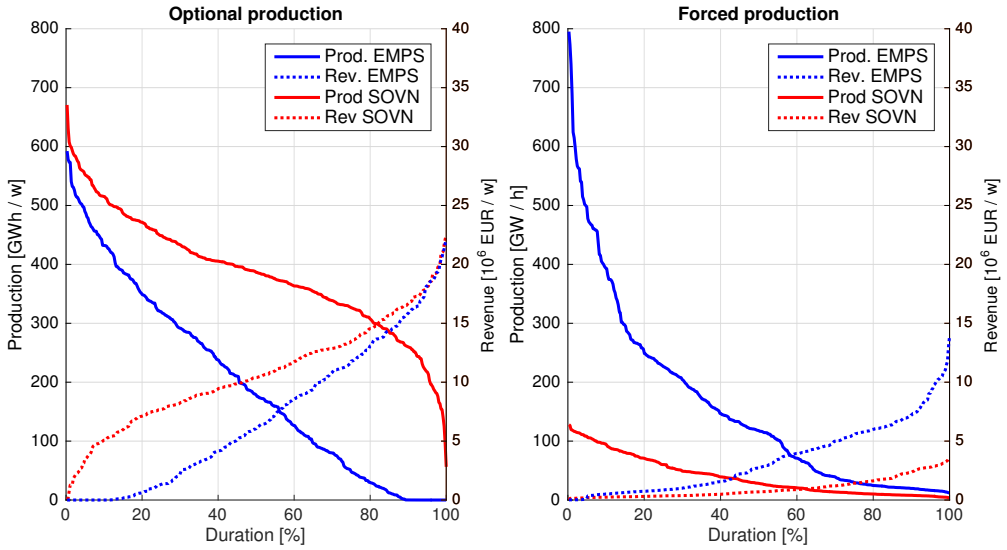 Optional production
800
700
600
500
400
300
200
100
0
Production [GWh / w]
0 20 40 60 80 100
Duration [%]
40
35
30
25
20
15
10
5
0
Revenue [10^6 EUR / w]
Prod. EMPS
Rev. EMPS
Prod SOVN
Rev SOVN
Forced production
800
700
600
500
400
300
200
100
0
Production [GW / h]
0 20 40 60 80 100
Duration [%]
40
35
30
25
20
15
10
5
0
Revenue [10^6 EUR / w]
Prod. EMPS
Rev. EMPS
Prod SOVN
Rev SOVN